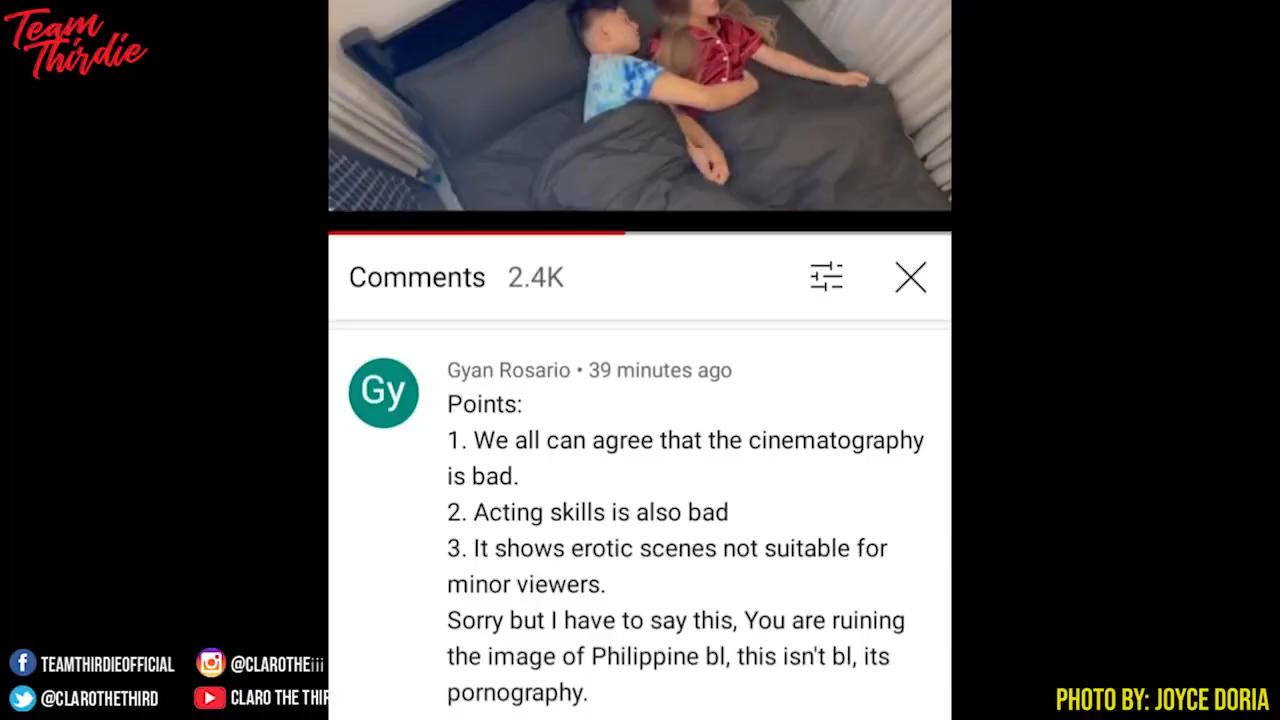 Team
Thirdie
Comments 2.4K
Gy
Gyan Rosario • 39 minutes ago
Points:
1. We all can agree that the cinematography
is bad.
2. Acting skills is also bad
3. It shows erotic scenes not suitable for
minor viewers.
Sorry but I have to say this, You are ruining
the image of Philippine bl, this isn't bl, its
pornography.
TEAMTHIRDIEOFFICIAL @CLAROTHEiii
@CLAROTHETHIRD CLARO THE THIR
PHOTO BY: JOYCE DORIA